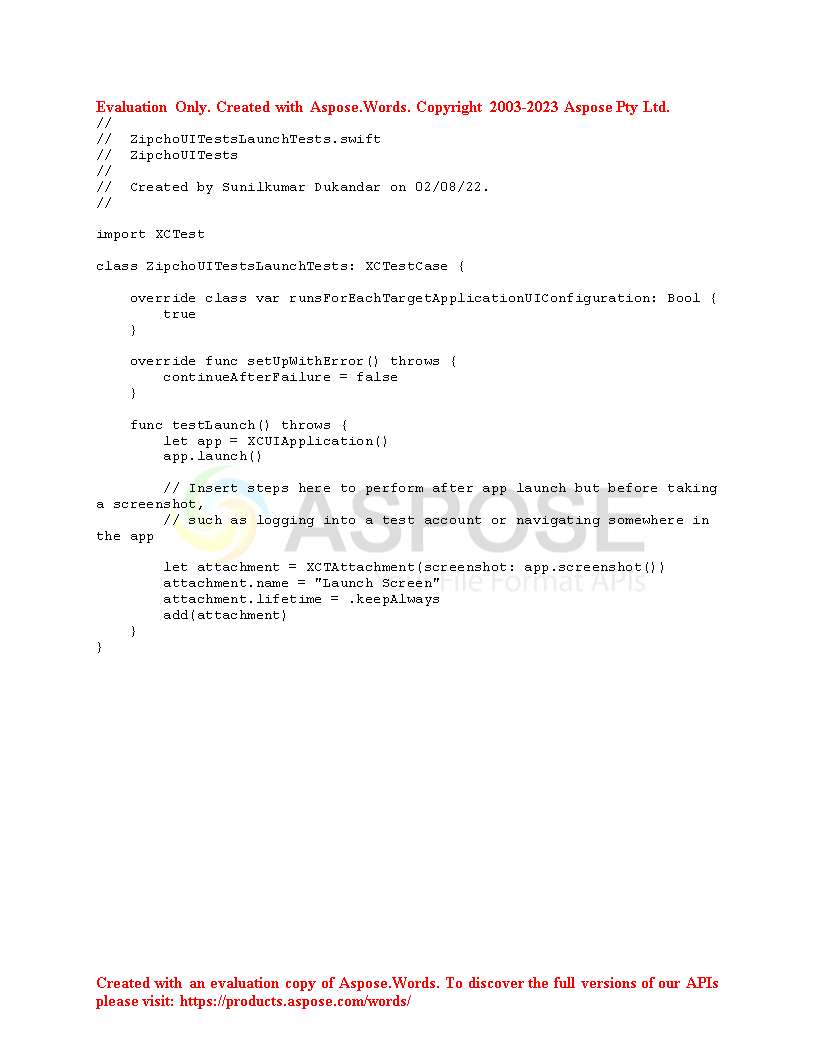 Evaluation Only. Created with Aspose.Words. Copyright 2003-2023 Aspose Pty Ltd.
//
//  ZipchoUITestsLaunchTests.swift
//  ZipchoUITests
//
//  Created by Sunilkumar Dukandar on 02/08/22.
//
import XCTest
class ZipchoUITestsLaunchTests: XCTestCase {
    override class var runsForEachTargetApplicationUIConfiguration: Bool {
        true
    }
    override func setUpWithError() throws {
        continueAfterFailure = false
    }
    func testLaunch() throws {
        let app = XCUIApplication()
        app.launch()
        // Insert steps here to perform after app launch but before taking
a screenshot,
        // such as logging into a test account or navigating somewhere in
the app
ASPOSE
        let attachment = XCTAttachment(screenshot: app.screenshot())
        attachment.name = "Launch Screen"
File Format APIs
        attachment.lifetime = .keepAlways
        add(attachment)
    }
}
Created with an evaluation copy of Aspose.Words. To discover the full versions of our APIs
please visit: https://products.aspose.com/words/